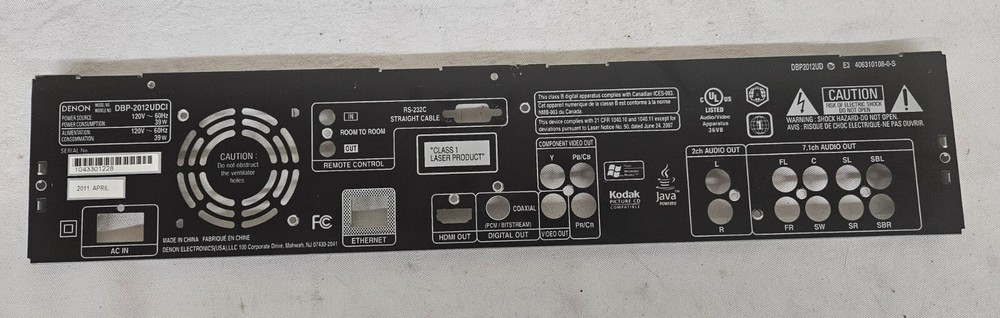 DBP2012UD E3 406310108-0-S
DENON MODEL NO. MODELE NO. DBP-2012UDCI
POWER SOURCE: 120V ~ 60Hz
POWER CONSUMPTION: 39W
ALIMENTATION: 120V ~ 60Hz
CONSOMMATION: 39W
SERIAL No.
1043301228
2011 APRIL
AC IN
CAUTION :
Do not obstruct
the ventilator
holes
MADE IN CHINA FABRIQUÉ EN CHINE
DENON ELECTRONICS(USA),LLC 100 Corporate Drive, Mahwah, NJ 07430-2041
FC
RS-232C
STRAIGHT CABLE
IN
ROOM TO ROOM
OUT
REMOTE CONTROL
ETHERNET
"CLASS 1
LASER PRODUCT"
HDMI OUT
COAXIAL
(PCM / BITSTREAM)
DIGITAL OUT
This class B digital apparatus complies with Canadian ICES-003.
Cet appareil numérique de la classe B est conforme à la norme
NMB-003 du Canada.
This device complies with 21 CFR 1040.10 and 1040.11 except for
deviations pursuant to Laser Notice No. 50, dated June 24, 2007
COMPONENT VIDEO OUT
Y PB/CB
PR/CR
VIDEO OUT
Kodak
PICTURE CD
COMPATIBLE
Java
POWERED
C UL US
LISTED
Audio/Video
Apparatus
36VB
1
CAUTION
RISK OF ELECTRIC SHOCK
DO NOT OPEN
WARNING : SHOCK HAZARD-DO NOT OPEN.
AVIS : RISQUE DE CHOC ELECTRIQUE-NE PAS OUVRIR.
2ch AUDIO OUT
L
R
7.1ch AUDIO OUT
FL C SL SBL
FR SW SR SBR